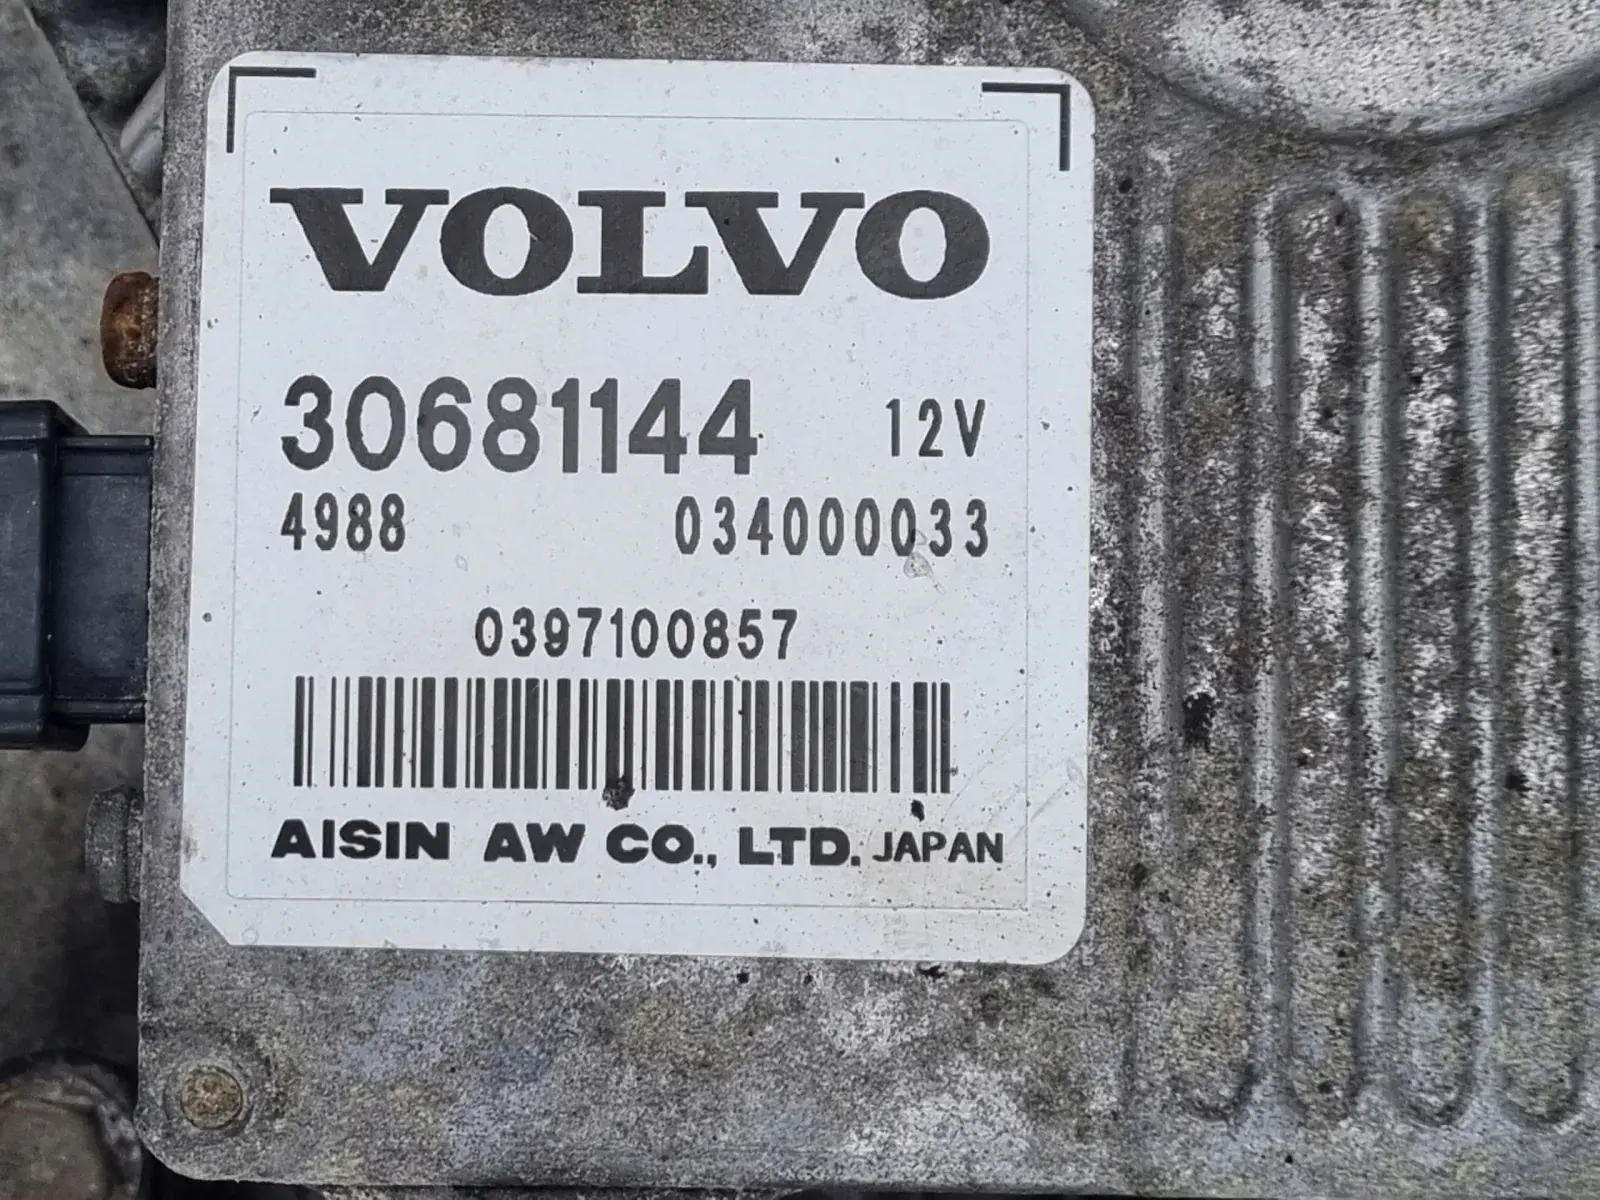 VOLVO
30681144 12V
4988 034000033
0397100857
AISIN AW CO., LTD. JAPAN